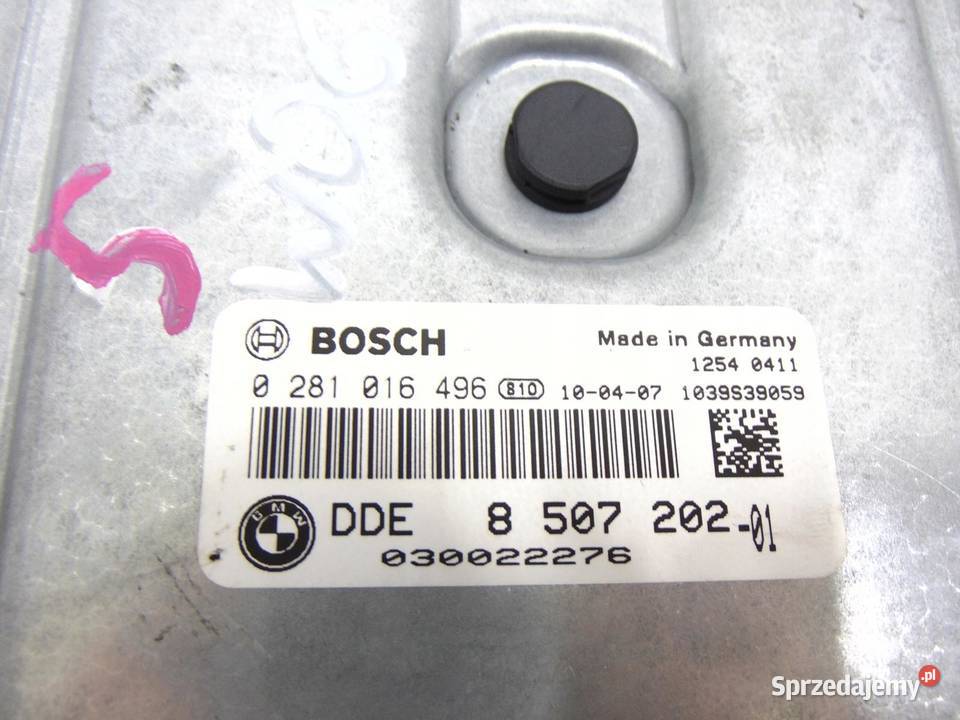 BOSCH Made in Germany
1254 0411
0 281 016 496 810 10-04-07 1039S39059
BMW DDE 8 507 202-01
030022276
Sprzedajemy.pl